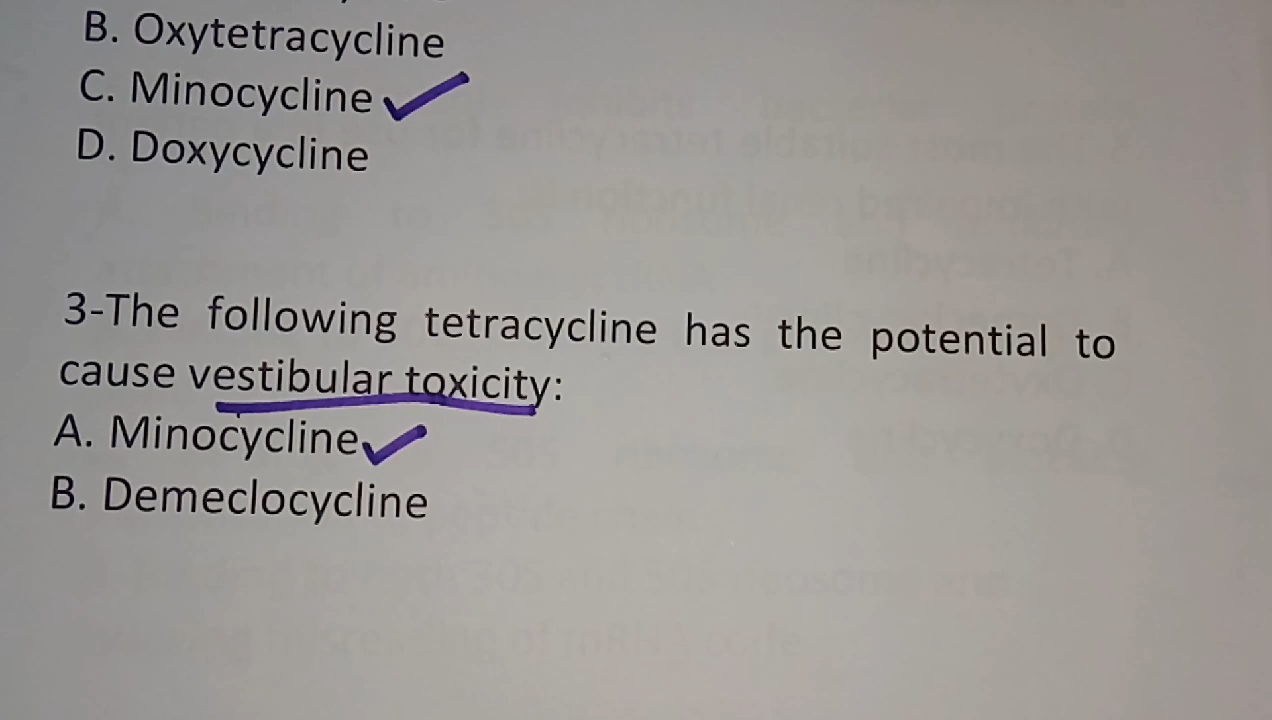 B. Oxytetracycline
C. Minocycline
D. Doxycycline
3-The following tetracycline has the potential to
cause vestibular toxicity:
A. Minocycline
B. Demeclocycline